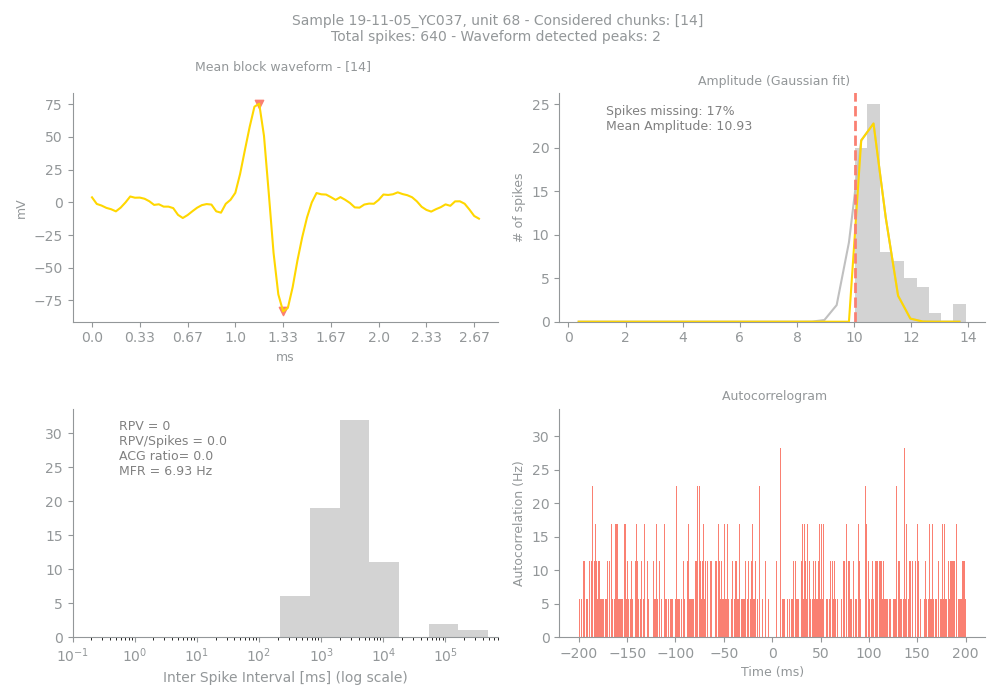 Sample 19-11-05_YC037, unit 68 - Considered chunks: [14]
Total spikes: 640 - Waveform detected peaks: 2
Mean block waveform - [14]
75
50
25
0
−25
−50
−75
mV
0.0 0.33 0.67 1.0 1.33 1.67 2.0 2.33 2.67
ms
Amplitude (Gaussian fit)
Spikes missing: 17%
Mean Amplitude: 10.93
25
20
15
10
5
0
# of spikes
0 2 4 6 8 10 12 14
RPV = 0
RPV/Spikes = 0.0
ACG ratio= 0.0
MFR = 6.93 Hz
30
25
20
15
10
5
0
10⁻¹ 10⁰ 10¹ 10² 10³ 10⁴ 10⁵
Inter Spike Interval [ms] (log scale)
Autocorrelogram
30
25
20
15
10
5
0
Autocorrelation (Hz)
−200 −150 −100 −50 0 50 100 150 200
Time (ms)